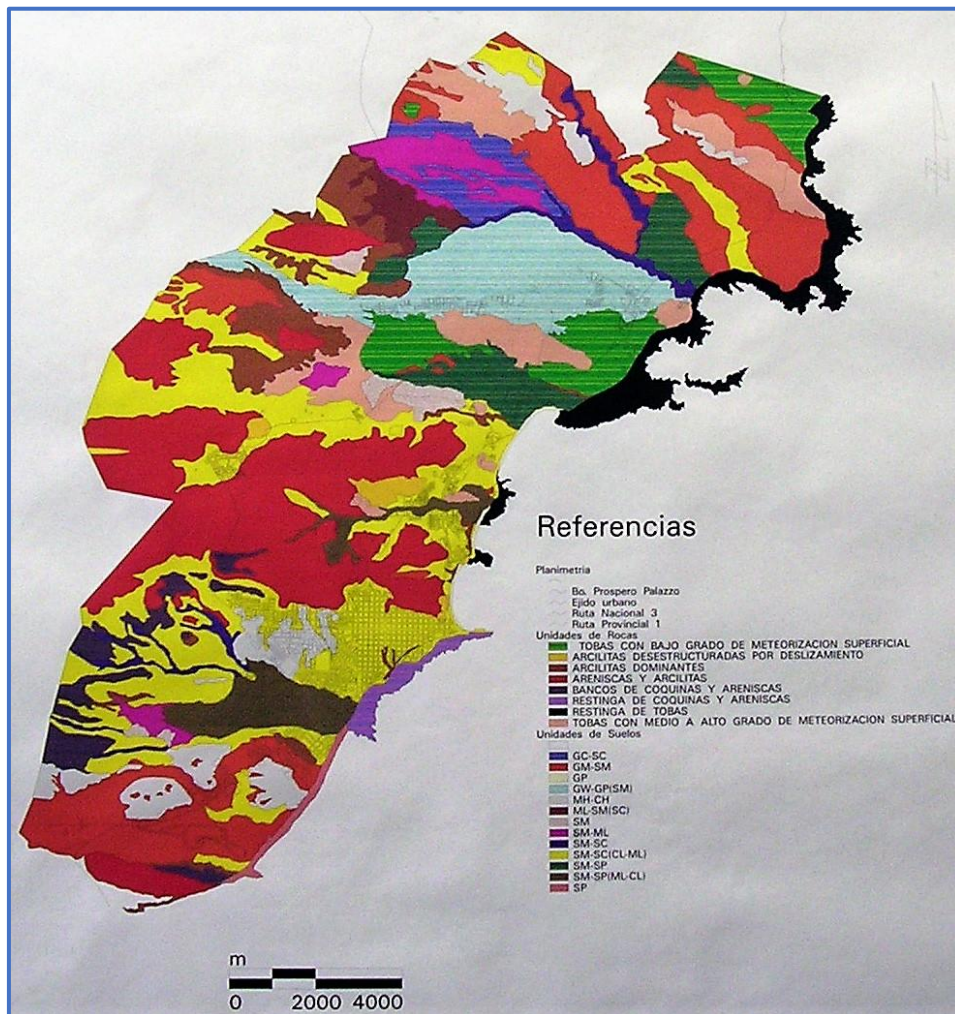 Referencias
Planimetria
Bo. Prospero Palazzo
Ejido urbano
Ruta Nacional 3
Ruta Provincial 1
Unidades de Rocas
TOBAS CON BAJO GRADO DE METEORIZACION SUPERFICIAL
ARCILITAS DESESTRUCTURADAS POR DESLIZAMIENTO
ARCILITAS DOMINANTES
ARENISCAS Y ARCILITAS
BANCOS DE COQUINAS Y ARENISCAS
RESTINGA DE COQUINAS Y ARENISCAS
RESTINGA DE TOBAS
TOBAS CON MEDIO A ALTO GRADO DE METEORIZACION SUPERFICIAL
Unidades de Suelos
GC-SC
GM-SM
GP
GW-GP(SM)
MH-CH
ML-SM(SC)
SM
SM-ML
SM-SC
SM-SC(CL-ML)
SM-SP
SM-SP(ML-CL)
SP
m
0 2000 4000